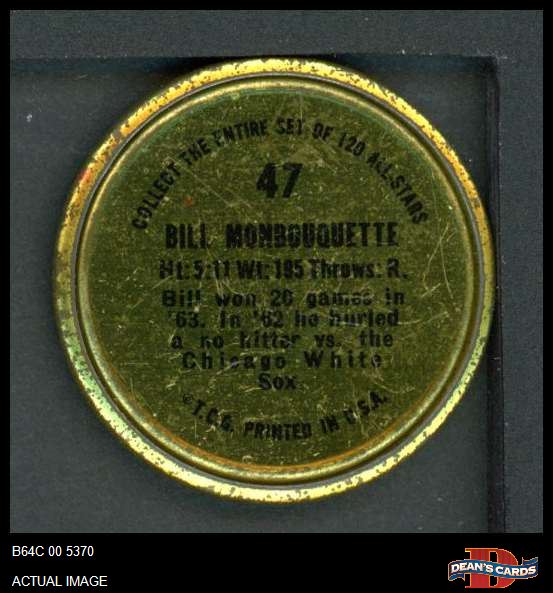 COLLECT THE ENTIRE SET OF 120 ALL-STARS
47
BILL MONBOUQUETTE
Ht: 5:11 Wt: 195 Throws: R.
Bill won 20 games in
'63. In '62 he hurled
a no hitter vs. the
Chicago White
Sox.
©T.C.G. PRINTED IN U.S.A.
B64C 00 5370
ACTUAL IMAGE
D
DEAN'S CARDS